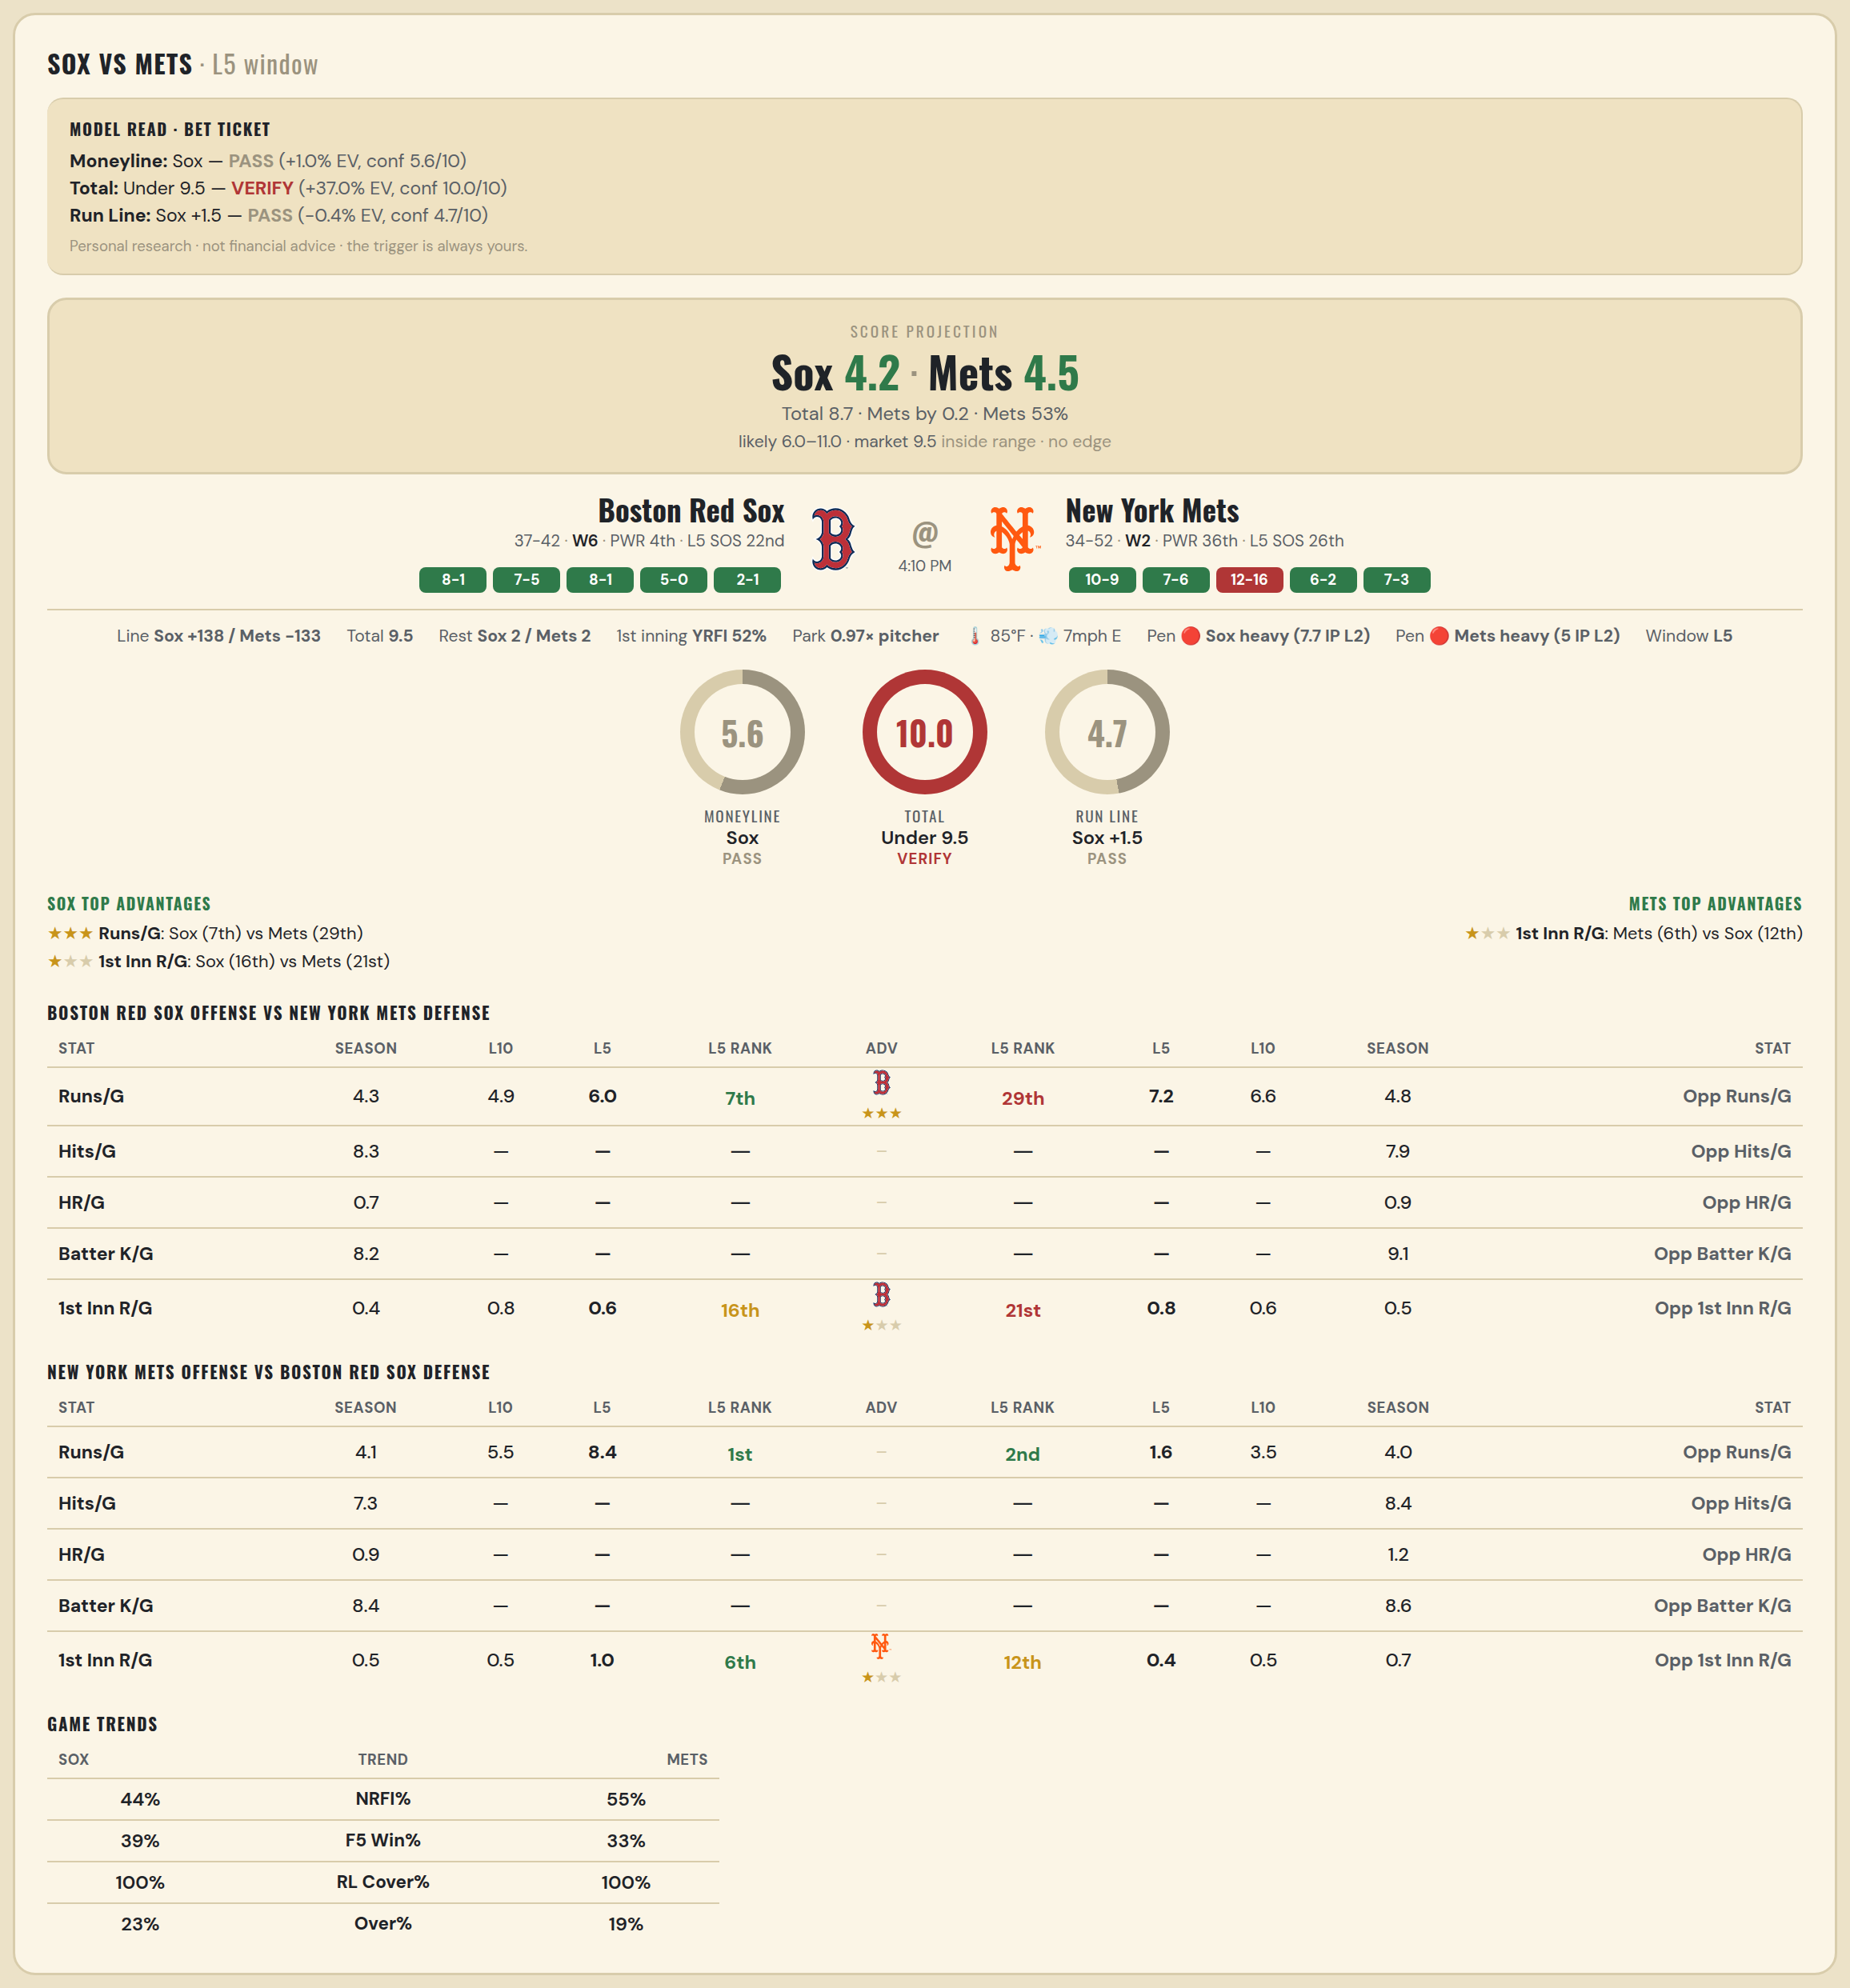 SOX VS METS · L5 window
MODEL READ · BET TICKET
Moneyline: Sox — PASS (+1.0% EV, conf 5.6/10)
Total: Under 9.5 — VERIFY (+37.0% EV, conf 10.0/10)
Run Line: Sox +1.5 — PASS (-0.4% EV, conf 4.7/10)
Personal research · not financial advice · the trigger is always yours.
SCORE PROJECTION
Sox 4.2 · Mets 4.5
Total 8.7 · Mets by 0.2 · Mets 53%
likely 6.0–11.0 · market 9.5 inside range · no edge
Boston Red Sox @ New York Mets
37-42 · W6 · PWR 4th · L5 SOS 22nd 4:10 PM 34-52 · W2 · PWR 36th · L5 SOS 26th
8-1 7-5 8-1 5-0 2-1 10-9 7-6 12-16 6-2 7-3
Line Sox +138 / Mets -133 Total 9.5 Rest Sox 2 / Mets 2 1st inning YRFI 52% Park 0.97× pitcher 🌡️ 85°F · 💨 7mph E Pen 🔴 Sox heavy (7.7 IP L2) Pen 🔴 Mets heavy (5 IP L2) Window L5
5.6 10.0 4.7
MONEYLINE TOTAL RUN LINE
Sox Under 9.5 Sox +1.5
PASS VERIFY PASS
SOX TOP ADVANTAGES METS TOP ADVANTAGES
★★★ Runs/G: Sox (7th) vs Mets (29th) ★★★ 1st Inn R/G: Mets (6th) vs Sox (12th)
★★★ 1st Inn R/G: Sox (16th) vs Mets (21st)
BOSTON RED SOX OFFENSE VS NEW YORK METS DEFENSE
STAT SEASON L10 L5 L5 RANK ADV L5 RANK L5 L10 SEASON STAT
Runs/G 4.3 4.9 6.0 7th B ★★★ 29th 7.2 6.6 4.8 Opp Runs/G
Hits/G 8.3 — — — — — — — 7.9 Opp Hits/G
HR/G 0.7 — — — — — — — 0.9 Opp HR/G
Batter K/G 8.2 — — — — — — — 9.1 Opp Batter K/G
1st Inn R/G 0.4 0.8 0.6 16th B ★★★ 21st 0.8 0.6 0.5 Opp 1st Inn R/G
NEW YORK METS OFFENSE VS BOSTON RED SOX DEFENSE
STAT SEASON L10 L5 L5 RANK ADV L5 RANK L5 L10 SEASON STAT
Runs/G 4.1 5.5 8.4 1st — 2nd 1.6 3.5 4.0 Opp Runs/G
Hits/G 7.3 — — — — — — — 8.4 Opp Hits/G
HR/G 0.9 — — — — — — — 1.2 Opp HR/G
Batter K/G 8.4 — — — — — — — 8.6 Opp Batter K/G
1st Inn R/G 0.5 0.5 1.0 6th NY ★★★ 12th 0.4 0.5 0.7 Opp 1st Inn R/G
GAME TRENDS
SOX TREND METS
44% NRFI% 55%
39% F5 Win% 33%
100% RL Cover% 100%
23% Over% 19%